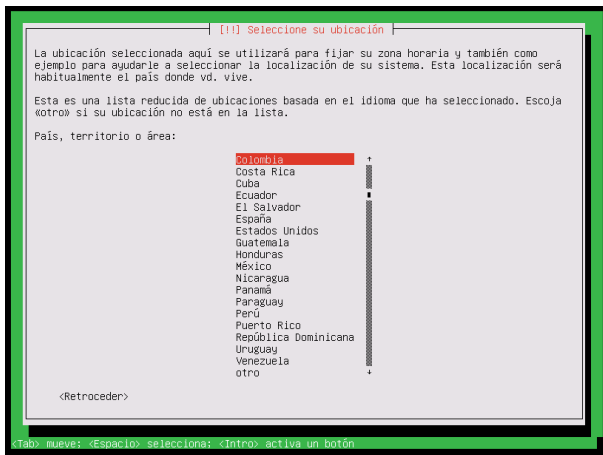 [!!] Seleccione su ubicación
La ubicación seleccionada aquí se utilizará para fijar su zona horaria y también como
ejemplo para ayudarle a seleccionar la localización de su sistema. Esta localización será
habitualmente el país donde vd. vive.
Esta es una lista reducida de ubicaciones basada en el idioma que ha seleccionado. Escoja
«otro» si su ubicación no está en la lista.
País, territorio o área:
Colombia
Costa Rica
Cuba
Ecuador
El Salvador
España
Estados Unidos
Guatemala
Honduras
México
Nicaragua
Panamá
Paraguay
Perú
Puerto Rico
República Dominicana
Uruguay
Venezuela
otro
<Retroceder>
<Tab> mueve; <Espacio> selecciona; <Intro> activa un botón